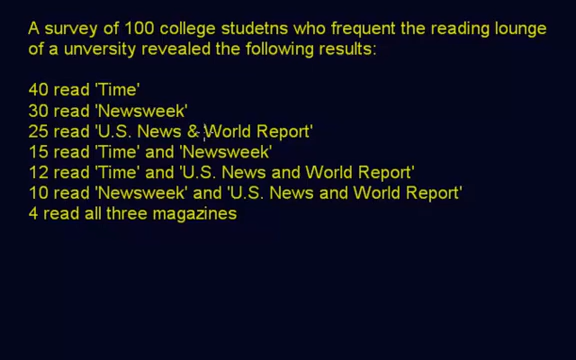 A survey of 100 college studetns who frequent the reading lounge
of a unversity revealed the following results:
40 read 'Time'
30 read 'Newsweek'
25 read 'U.S. News & World Report'
15 read 'Time' and 'Newsweek'
12 read 'Time' and 'U.S. News and World Report'
10 read 'Newsweek' and 'U.S. News and World Report'
4 read all three magazines